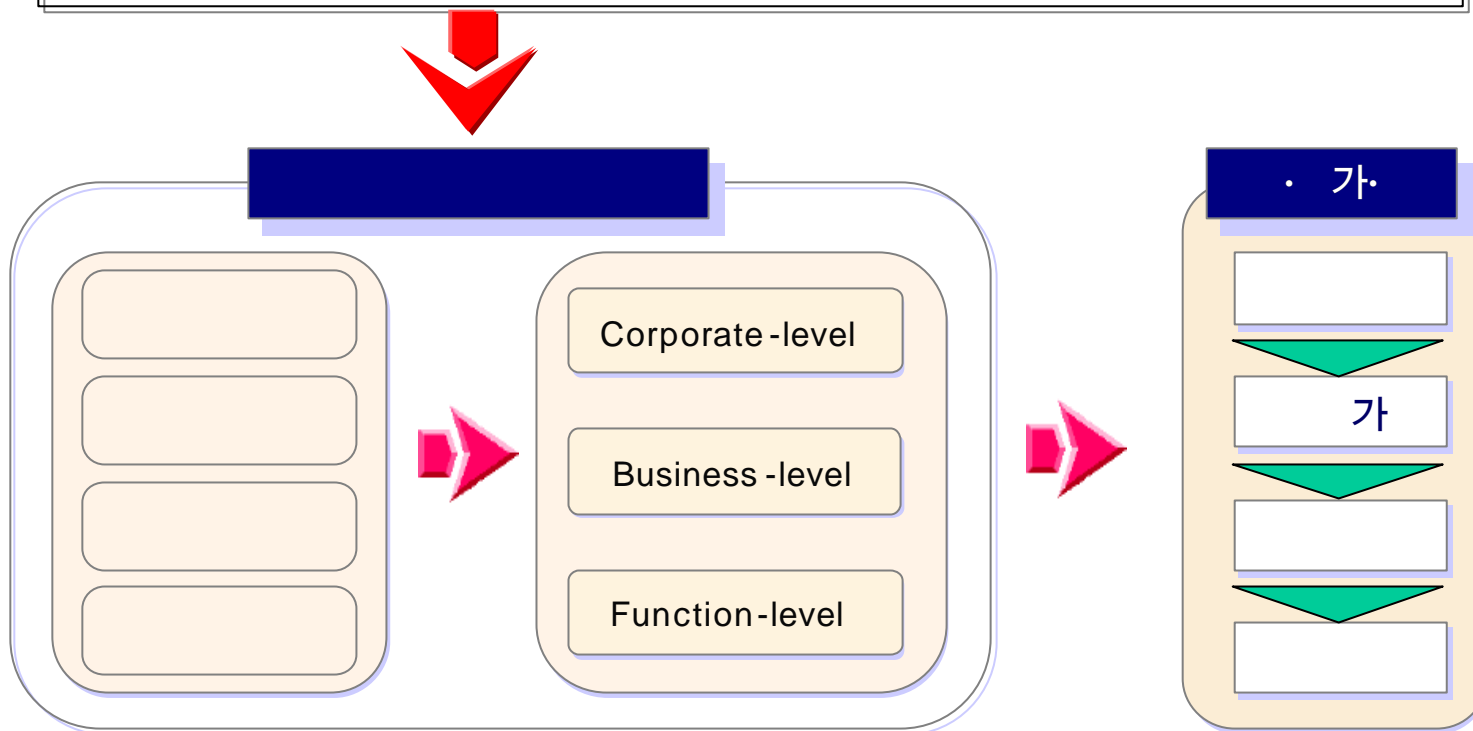 · 가·
Corporate-level
가
Business-level
Function-level